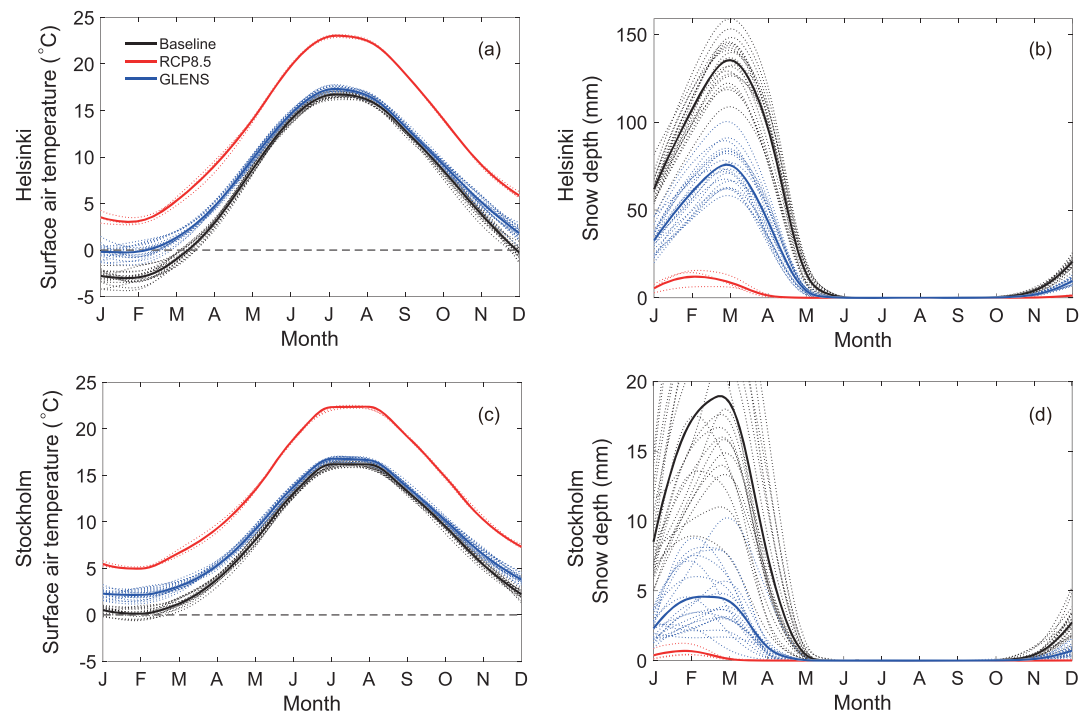 25
20
15
10
5
0
-5
Helsinki
Surface air temperature (°C)
Baseline
RCP8.5
GLENS
(a)
J F M A M J J A S O N D
Month
150
100
50
0
Helsinki
Snow depth (mm)
(b)
J F M A M J J A S O N D
Month
25
20
15
10
5
0
-5
Stockholm
Surface air temperature (°C)
(c)
J F M A M J J A S O N D
Month
20
15
10
5
0
Stockholm
Snow depth (mm)
(d)
J F M A M J J A S O N D
Month